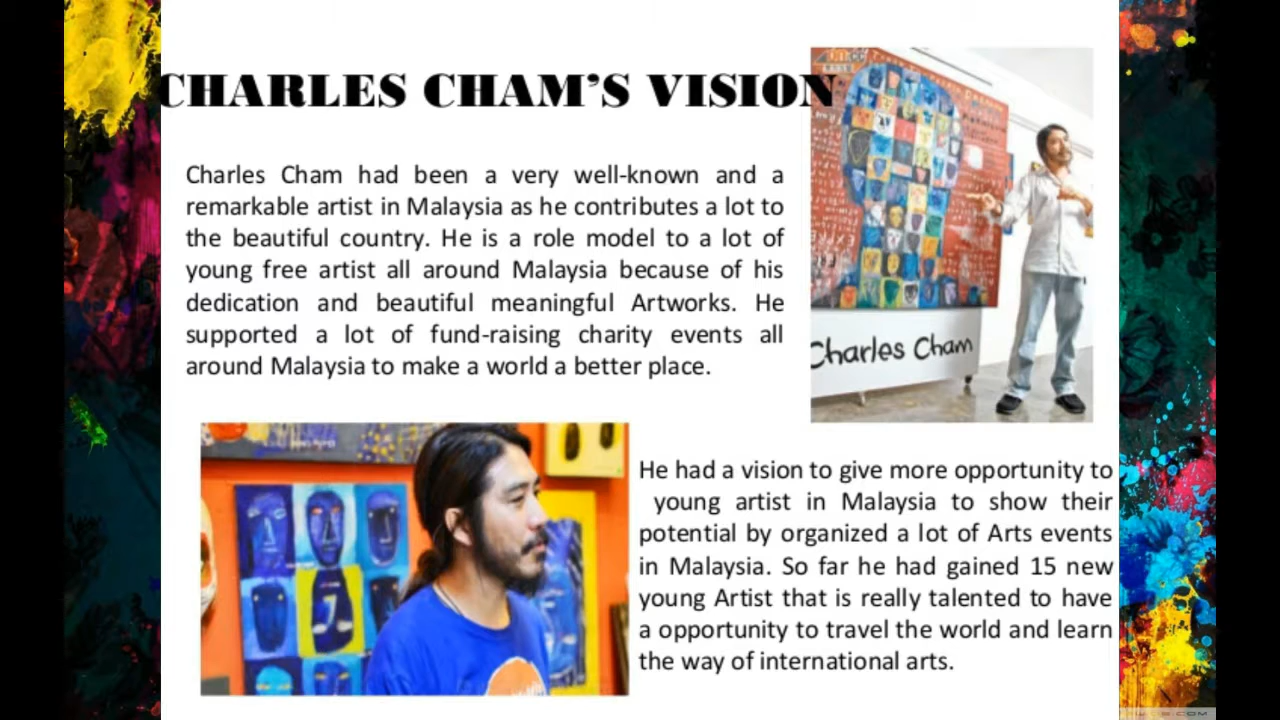 CHARLES CHAM'S VISION
Charles Cham had been a very well-known and a
remarkable artist in Malaysia as he contributes a lot to
the beautiful country. He is a role model to a lot of
young free artist all around Malaysia because of his
dedication and beautiful meaningful Artworks. He
supported a lot of fund-raising charity events all
around Malaysia to make a world a better place.
Charles Cham
He had a vision to give more opportunity to
young artist in Malaysia to show their
potential by organized a lot of Arts events
in Malaysia. So far he had gained 15 new
young Artist that is really talented to have
a opportunity to travel the world and learn
the way of international arts.